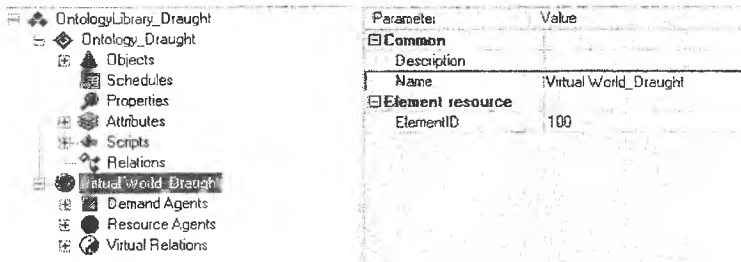 OntologyLibrary_Draught
Ontology_Draught
Objects
Schedules
Properties
Attributes
Scripts
Relations
Virtual World_Draught
Demand Agents
Resource Agents
Virtual Relations
Parameter Value
Common
Description
Name Virtual World_Draught
Element resource
ElementID 100